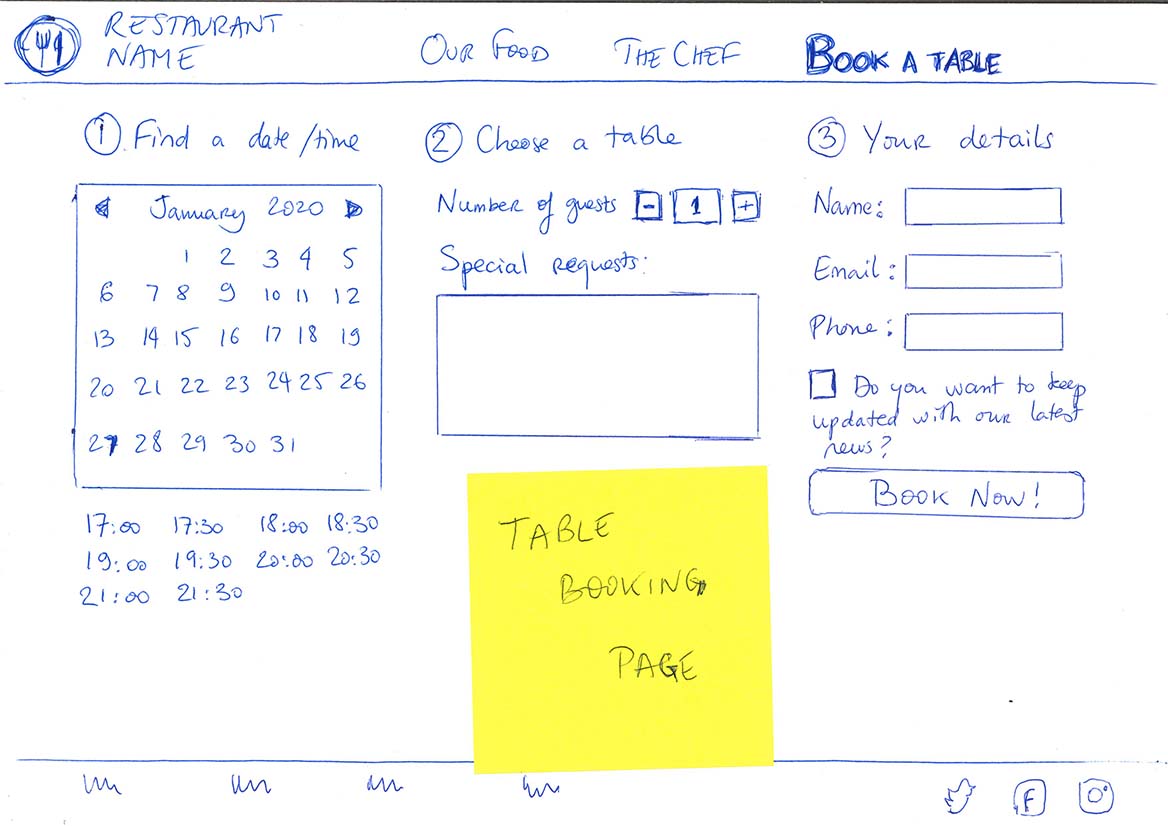 RESTAURANT
NAME
OUR FOOD
THE CHEF
BOOK A TABLE
1 Find a date/time
January 2020
1 2 3 4 5
6 7 8 9 10 11 12
13 14 15 16 17 18 19
20 21 22 23 24 25 26
27 28 29 30 31
17:00 17:30 18:00 18:30
19:00 19:30 20:00 20:30
21:00 21:30
2 Choose a table
Number of guests - 1 +
Special requests:
3 Your details
Name:
Email:
Phone:
Do you want to keep
updated with our latest
news?
BOOK NOW!
TABLE
BOOKING
PAGE